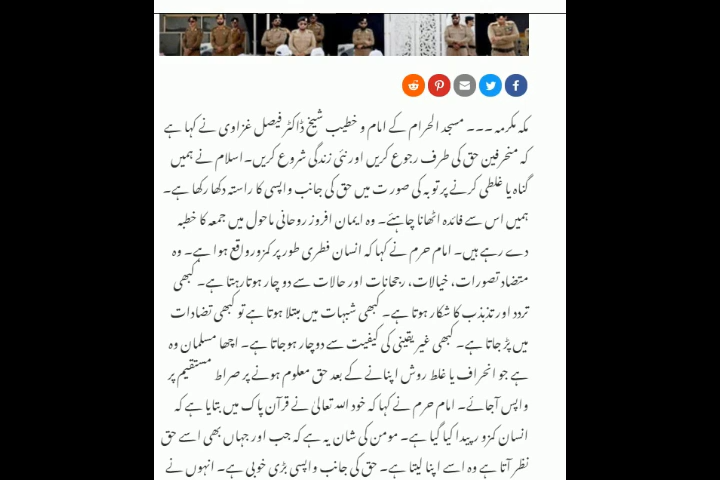 مکہ مکرمہ ۔۔۔ مسجد الحرام کے امام و خطیب شیخ ڈاکٹر فیصل غزاوی نے کہا ہے
کہ منحرفین حق کی طرف رجوع کریں اور نئی زندگی شروع کریں۔ اسلام نے ہمیں
گناہ یا غلطی کرنے پر توبہ کی صورت میں حق کی جانب واپسی کا راستہ دکھا رکھا ہے۔
ہمیں اس سے فائدہ اٹھانا چاہئے۔ وہ ایمان افروز روحانی ماحول میں جمعہ کا خطبہ
دے رہے ہیں۔ امام حرم نے کہا کہ انسان فطری طور پر کمزور واقع ہوا ہے۔ وہ
متضاد تصورات، خیالات، رجحانات اور حالات سے دو چار ہوتا رہتا ہے۔ کبھی
تردد اور تذبذب کا شکار ہوتا ہے۔ کبھی شبہات میں مبتلا ہوتا ہے تو کبھی تضادات
میں پڑ جاتا ہے۔ کبھی غیر یقینی کی کیفیت سے دوچار ہو جاتا ہے۔ اچھا مسلمان وہ
ہے جو انحراف یا غلط روش اپنانے کے بعد حق معلوم ہونے پر صراط مستقیم پر
واپس آجائے۔ امام حرم نے کہا کہ خود اللہ تعالیٰ نے قرآن پاک میں بتایا ہے کہ
انسان کمزور پیدا کیا گیا ہے۔ مومن کی شان یہ ہے کہ جب اور جہاں بھی اسے حق
نظر آتا ہے وہ اسے اپنا لیتا ہے۔ حق کی جانب واپسی بڑی خوبی ہے۔ انہوں نے